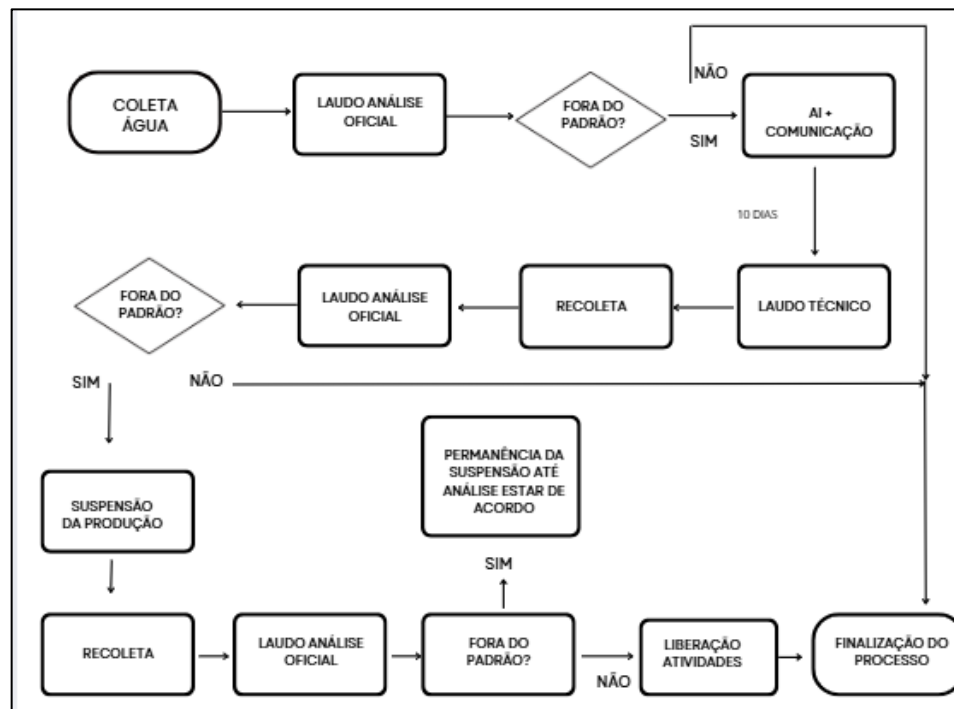 COLETA
ÁGUA
LAUDO ANÁLISE
OFICIAL
FORA DO
PADRÃO?
NÃO
SIM
AI +
COMUNICAÇÃO
10 DIAS
LAUDO TÉCNICO
RECOLETA
LAUDO ANÁLISE
OFICIAL
FORA DO
PADRÃO?
SIM
NÃO
SUSPENSÃO
DA PRODUÇÃO
RECOLETA
LAUDO ANÁLISE
OFICIAL
FORA DO
PADRÃO?
SIM
PERMANÊNCIA DA
SUSPENSÃO ATÉ
ANÁLISE ESTAR DE
ACORDO
NÃO
LIBERAÇÃO
ATIVIDADES
FINALIZAÇÃO DO
PROCESSO